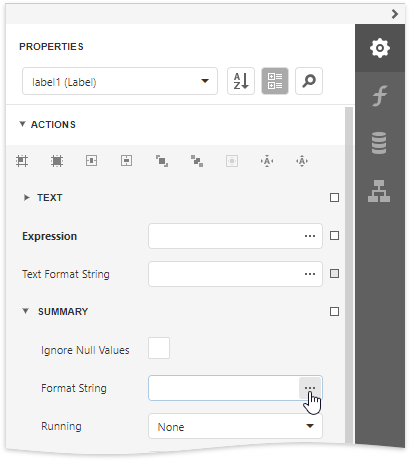 PROPERTIES
label1 (Label)
A
Z
ACTIONS
TEXT
Expression
Text Format String
SUMMARY
Ignore Null Values
Format String
Running
None